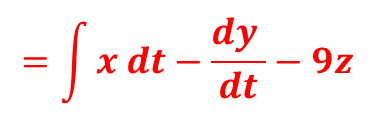 = ∫ x dt − dy/dt − 9z